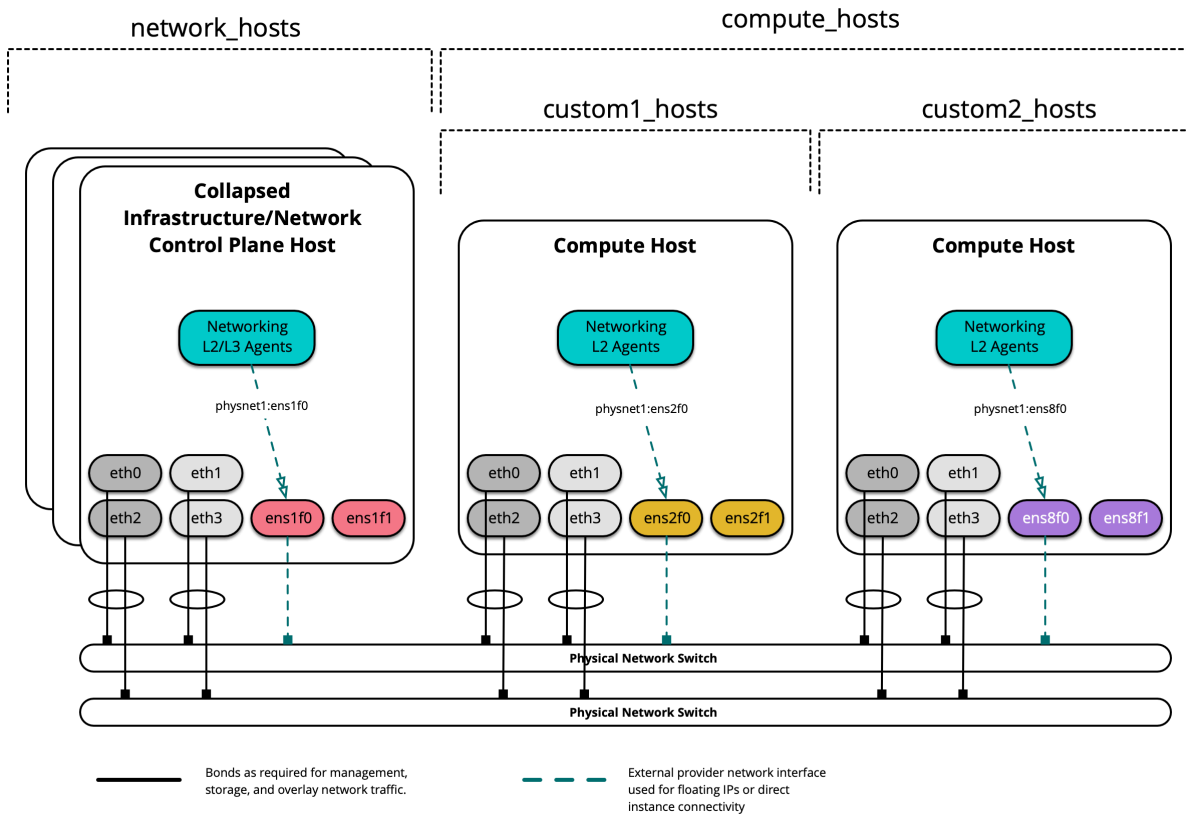 network_hosts
compute_hosts
custom1_hosts
custom2_hosts
Collapsed
Infrastructure/Network
Control Plane Host
Networking
L2/L3 Agents
physnet1:ens1f0
eth0
eth1
eth2
eth3
ens1f0
ens1f1
Compute Host
Networking
L2 Agents
physnet1:ens2f0
eth0
eth1
eth2
eth3
ens2f0
ens2f1
Compute Host
Networking
L2 Agents
physnet1:ens8f0
eth0
eth1
eth2
eth3
ens8f0
ens8f1
Physical Network Switch
Physical Network Switch
Bonds as required for management,
storage, and overlay network traffic.
External provider network interface
used for floating IPs or direct
instance connectivity